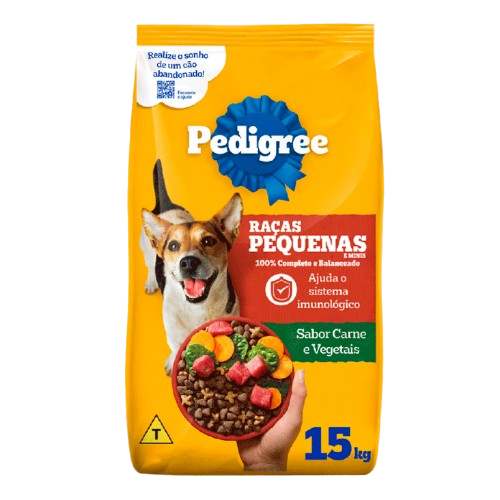 Realize o sonho
de um cão
abandonado!
Pedigree
RAÇAS
PEQUENAS
E MINIS
100% Completo e Balanceado
Ajuda o
sistema
imunológico
Sabor Carne
e Vegetais
T
15kg